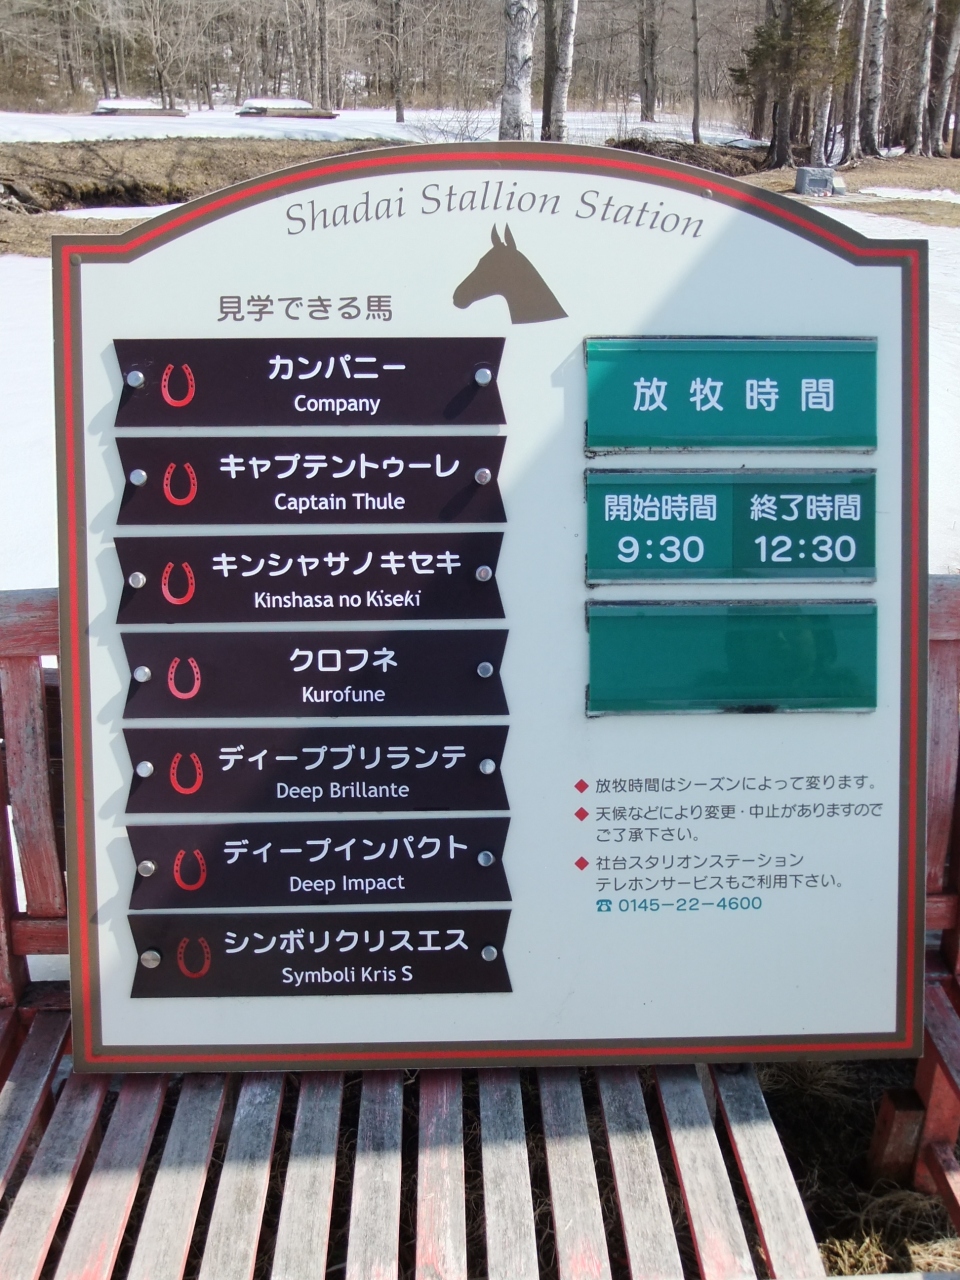 Shadai Stallion Station
見学できる馬
カンパニー
Company
キャプテントゥーレ
Captain Thule
キンシャサノキセキ
Kinshasa no Kiseki
クロフネ
Kurofune
ディープブリランテ
Deep Brillante
ディープインパクト
Deep Impact
シンボリクリスエス
Symboli Kris S
放牧時間
開始時間 終了時間
9:30 12:30
◆ 放牧時間はシーズンによって変ります。
◆ 天候などにより変更・中止がありますので
ご了承下さい。
◆ 社台スタリオンステーション
テレホンサービスもご利用下さい。
☎ 0145-22-4600